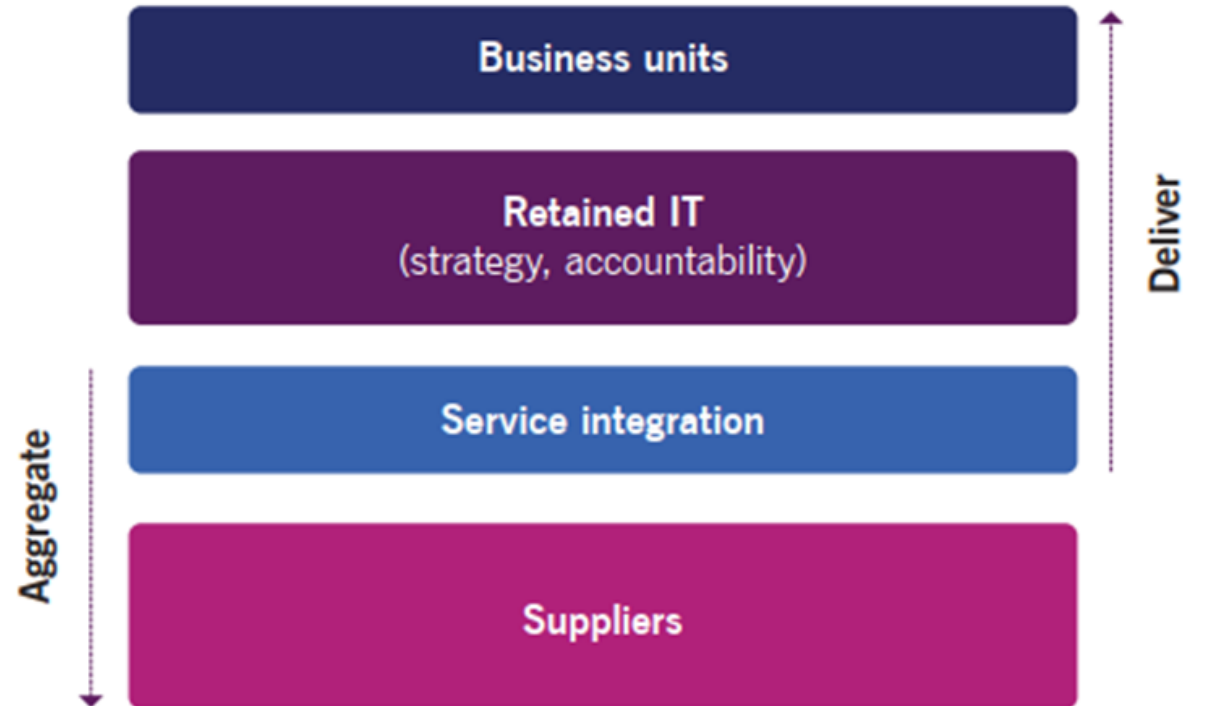 Business units
Retained IT
(strategy, accountability)
Deliver
Service integration
Aggregate
Suppliers